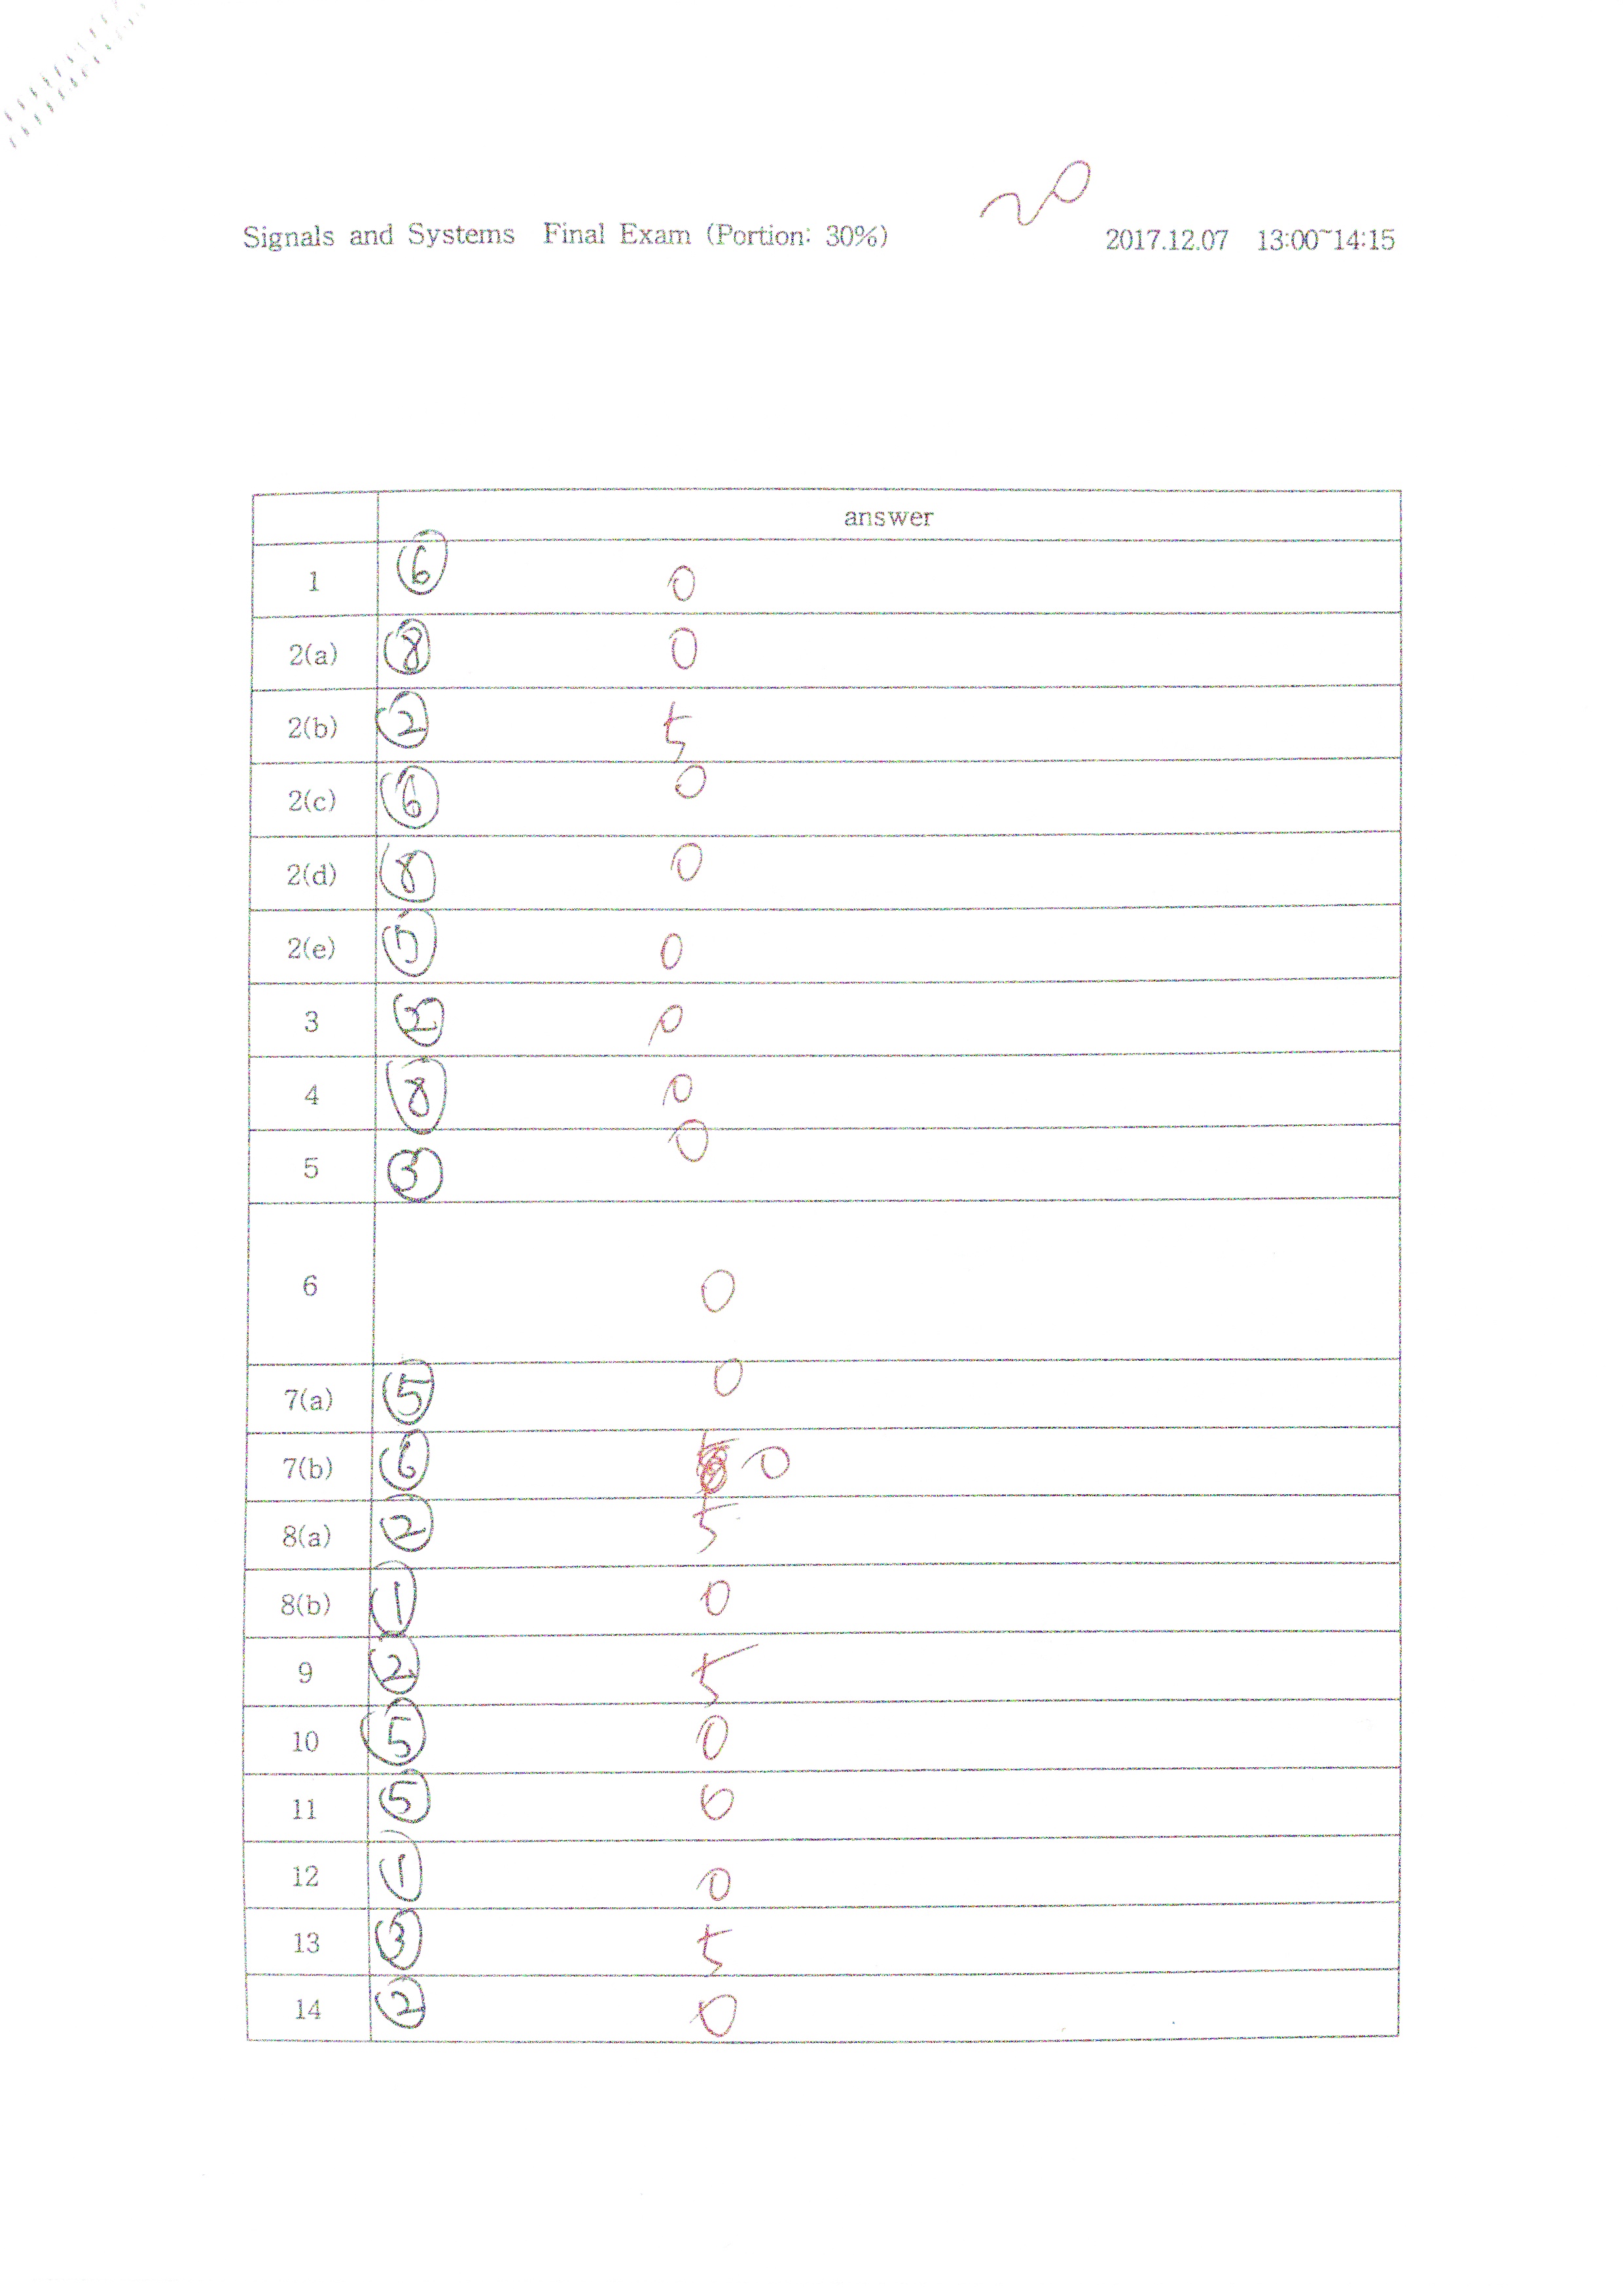 20
Signals and Systems Final Exam (Portion: 30%) 2017.12.07 13:00~14:15
answer
1 ⑥ 0
2(a) ⑧ 0
2(b) ② 5
2(c) ⑥ 0
2(d) ⑧ 0
2(e) ⑤ 0
3 0
4 ⑧ 0
5 ③ 0
6 0
7(a) ⑤ 0
7(b) ⑥ 0
8(a) ② 5
8(b) ① 0
9 ② 5
10 ⑤ 0
11 ⑤ 0
12 ① 0
13 ③ 5
14 ② 0